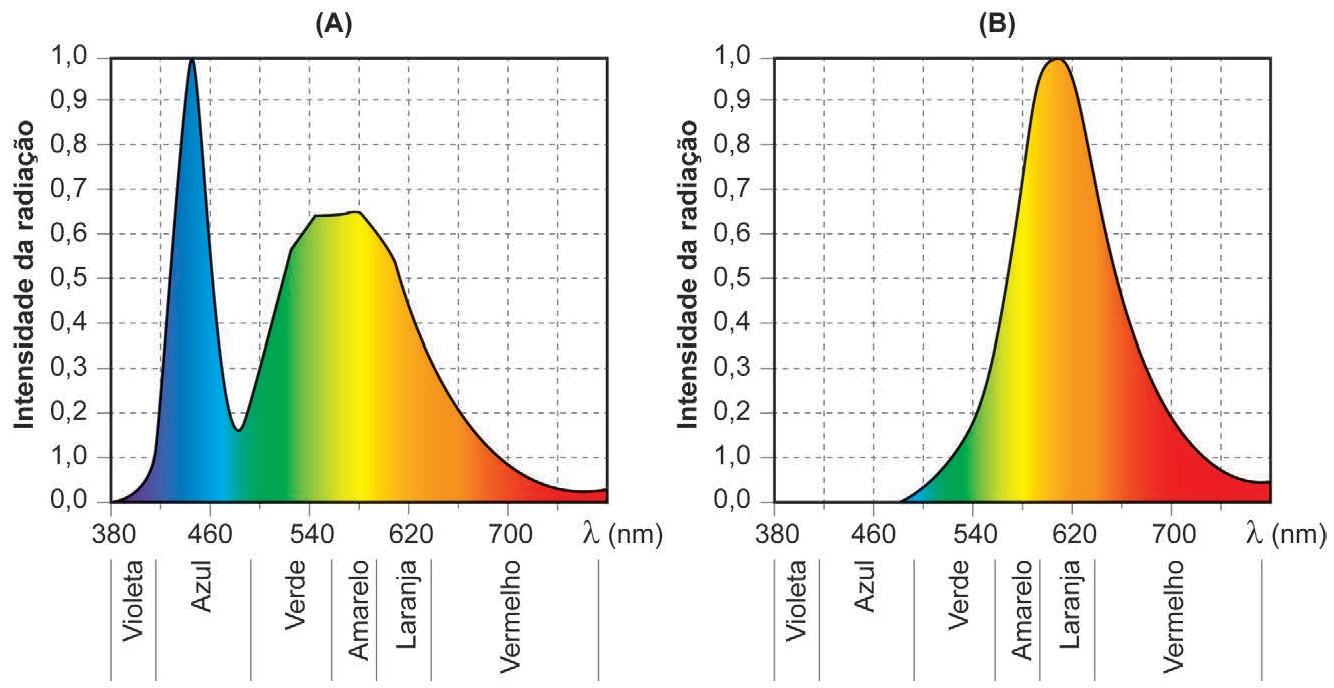 (A)
Intensidade da radiação
1,0
0,9
0,8
0,7
0,6
0,5
0,4
0,3
0,2
1,0
0,0
380 460 540 620 700 λ (nm)
Violeta
Azul
Verde
Amarelo
Laranja
Vermelho
(B)
Intensidade da radiação
1,0
0,9
0,8
0,7
0,6
0,5
0,4
0,3
0,2
1,0
0,0
380 460 540 620 700 λ (nm)
Violeta
Azul
Verde
Amarelo
Laranja
Vermelho